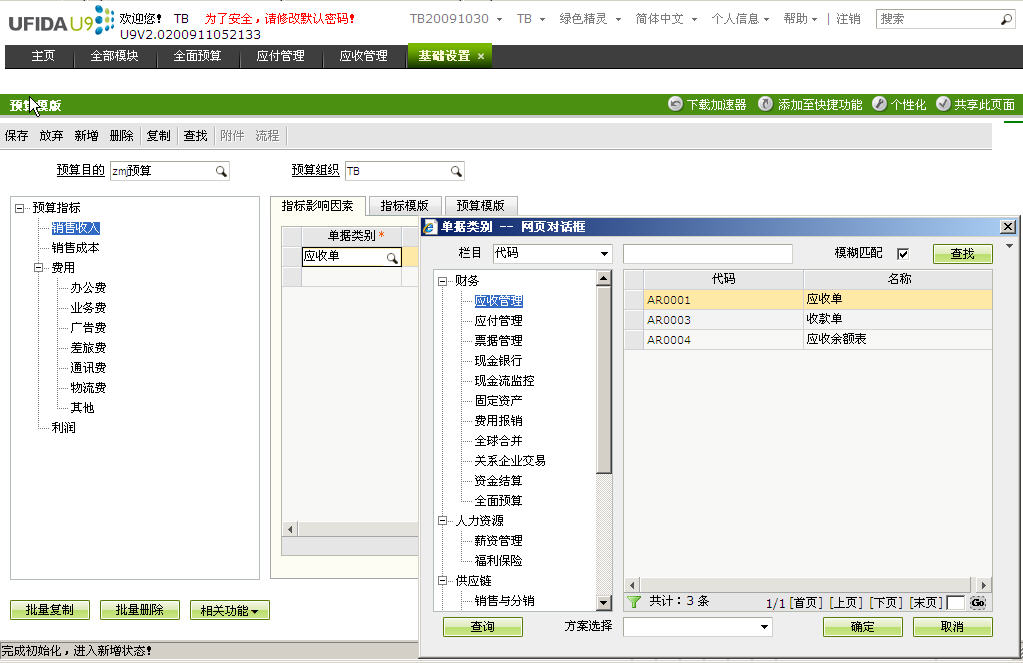 UFIDA U9 欢迎您! TB 为了安全，请修改默认密码! TB20091030 TB 绿色精灵 简体中文 个人信息 帮助 | 注销 搜索
U9V2.0200911052133
主页 全部模块 全面预算 应付管理 应收管理 基础设置 ×
预算模版 下载加速器 添加至快捷功能 个性化 共享此页面
保存 放弃 新增 删除 复制 查找 附件 流程
预算目的 zmj预算 预算组织 TB
预算指标
销售收入
销售成本
费用
办公费
业务费
广告费
差旅费
通讯费
物流费
其他
利润
指标影响因素 指标模版 预算模版
单据类别*
应收单
单据类别 -- 网页对话框
栏目 代码 模糊匹配 查找
财务
应收管理
应付管理
票据管理
现金银行
现金流监控
固定资产
费用报销
全球合并
关系企业交易
资金结算
全面预算
人力资源
薪资管理
福利保险
供应链
销售与分销
代码 名称
AR0001 应收单
AR0003 收款单
AR0004 应收余额表
共计：3 条 1/1 [首页] [上页] [下页] [末页] Go
查询 方案选择 确定 取消
批量复制 批量删除 相关功能
完成初始化，进入新增状态!